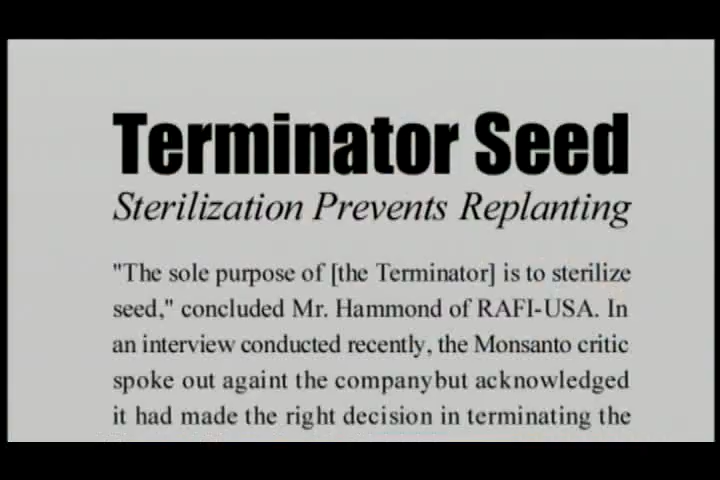 Terminator Seed
Sterilization Prevents Replanting
"The sole purpose of [the Terminator] is to sterilize
seed," concluded Mr. Hammond of RAFI-USA. In
an interview conducted recently, the Monsanto critic
spoke out againt the companybut acknowledged
it had made the right decision in terminating the